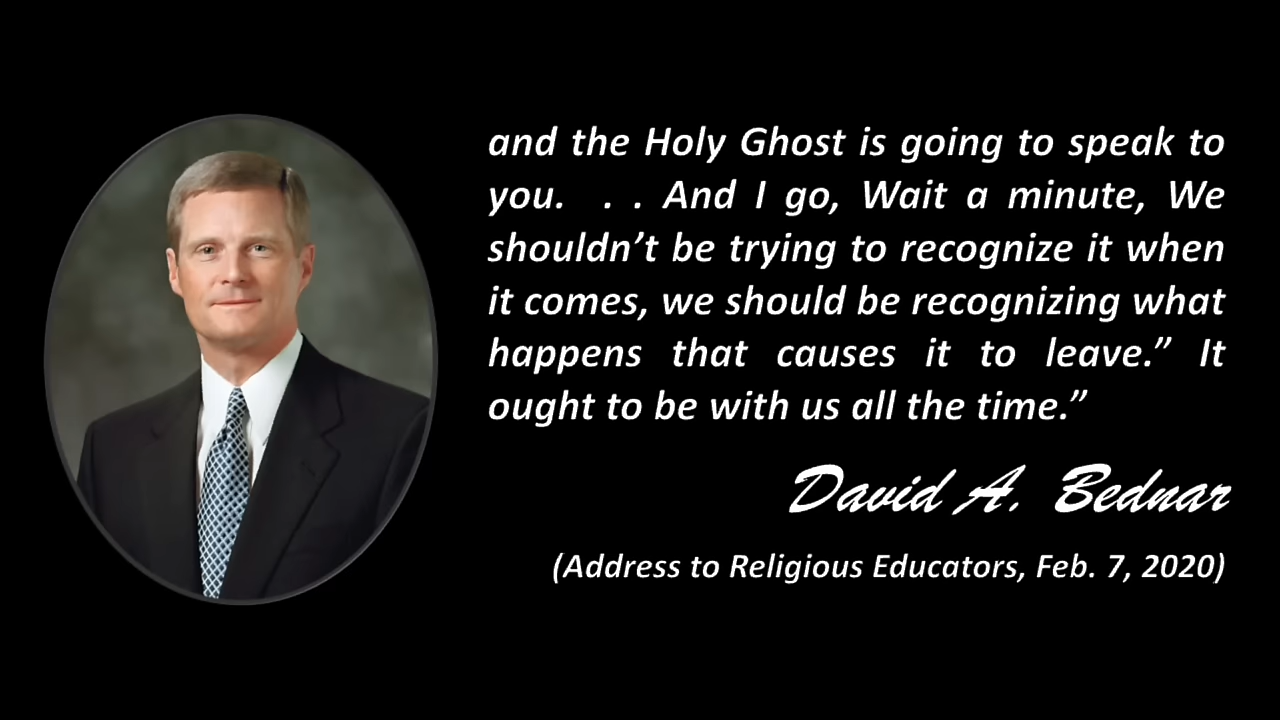 and the Holy Ghost is going to speak to
you.  . . And I go, Wait a minute, We
shouldn’t be trying to recognize it when
it comes, we should be recognizing what
happens that causes it to leave.” It
ought to be with us all the time.”
David A. Bednar
(Address to Religious Educators, Feb. 7, 2020)